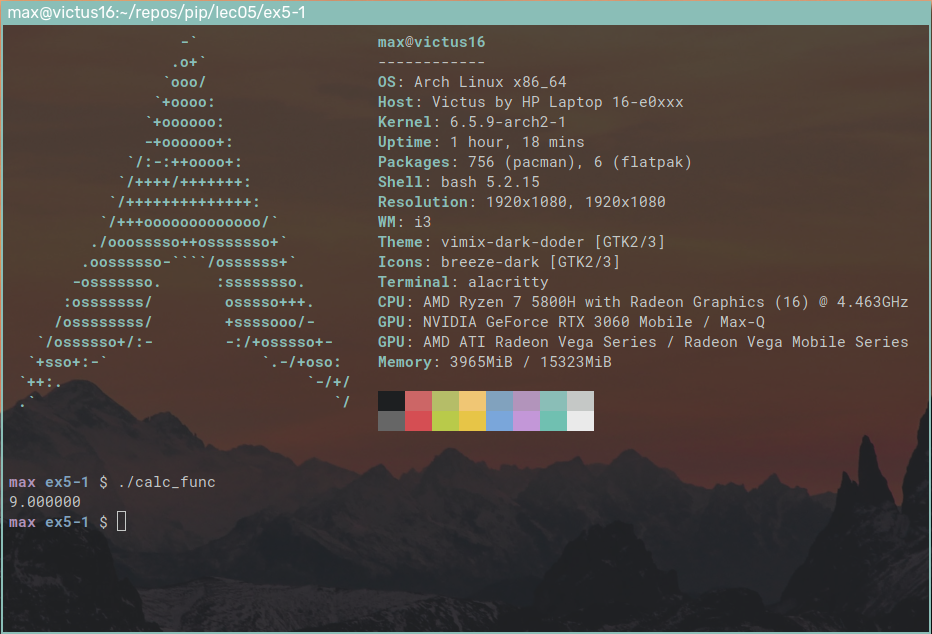 max@victus16:~/repos/pip/lec05/ex5-1
                   -`
                  .o+`
                 `ooo/
                `+oooo:
               `+oooooo:
               -+oooooo+:
             `/:-:++oooo+:
            `/++++/+++++++:
           `/++++++++++++++:
          `/+++ooooooooooooo/`
         ./ooosssso++osssssso+`
        .oossssso-````/ossssss+`
       -osssssso.      :ssssssso.
      :osssssss/        osssso+++.
     /ossssssss/        +ssssooo/-
   `/ossssso+/:-        -:/+osssso+-
  `+sso+:-`                 `.-/+oso:
 `++:.                           `-/+/
 .`                                 `/
max@victus16
------------
OS: Arch Linux x86_64
Host: Victus by HP Laptop 16-e0xxx
Kernel: 6.5.9-arch2-1
Uptime: 1 hour, 18 mins
Packages: 756 (pacman), 6 (flatpak)
Shell: bash 5.2.15
Resolution: 1920x1080, 1920x1080
WM: i3
Theme: vimix-dark-doder [GTK2/3]
Icons: breeze-dark [GTK2/3]
Terminal: alacritty
CPU: AMD Ryzen 7 5800H with Radeon Graphics (16) @ 4.463GHz
GPU: NVIDIA GeForce RTX 3060 Mobile / Max-Q
GPU: AMD ATI Radeon Vega Series / Radeon Vega Mobile Series
Memory: 3965MiB / 15323MiB
max ex5-1 $ ./calc_func
9.000000
max ex5-1 $